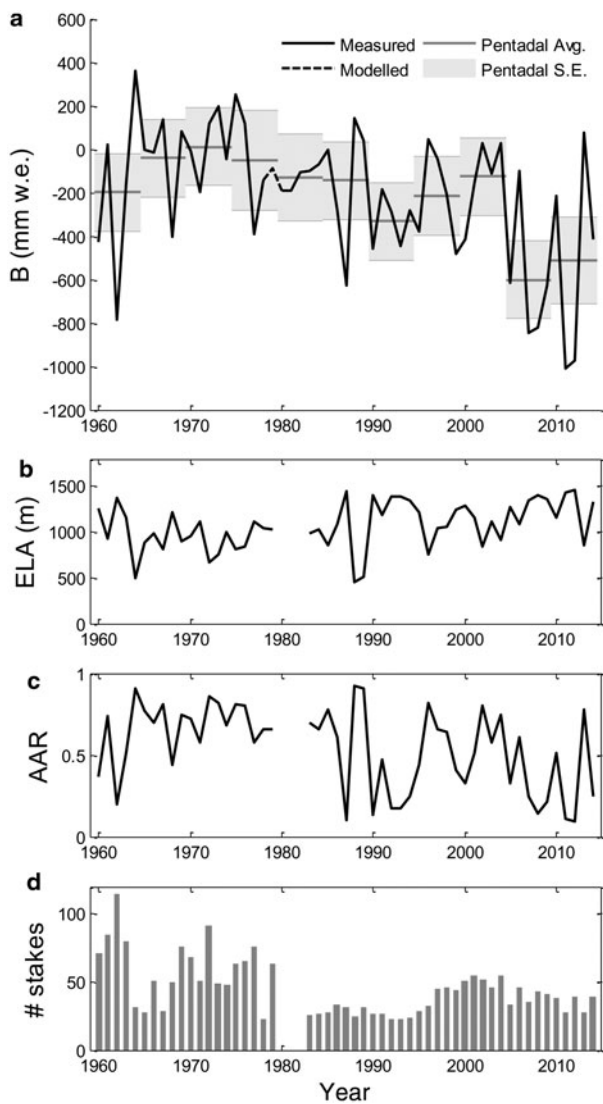 a
600
400
200
0
-200
-400
-600
-800
-1000
-1200
B (mm w.e.)
Measured
Modelled
Pentadal Avg.
Pentadal S.E.
1960 1970 1980 1990 2000 2010
b
1500
1000
500
0
ELA (m)
1960 1970 1980 1990 2000 2010
c
1
0.5
0
AAR
1960 1970 1980 1990 2000 2010
d
100
50
0
# stakes
1960 1970 1980 1990 2000 2010
Year